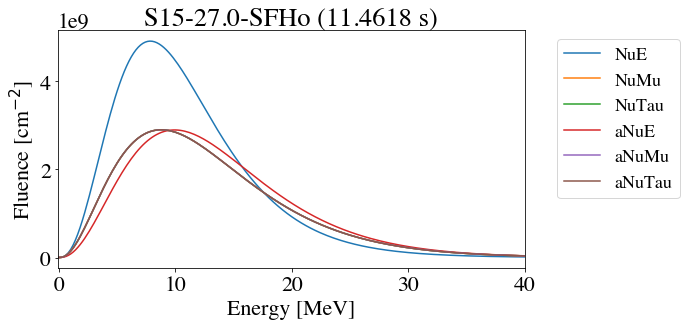 S15-27.0-SFHo (11.4618 s)
1e9
Fluence [cm⁻²]
4
2
0
0 10 20 30 40
Energy [MeV]
NuE
NuMu
NuTau
aNuE
aNuMu
aNuTau